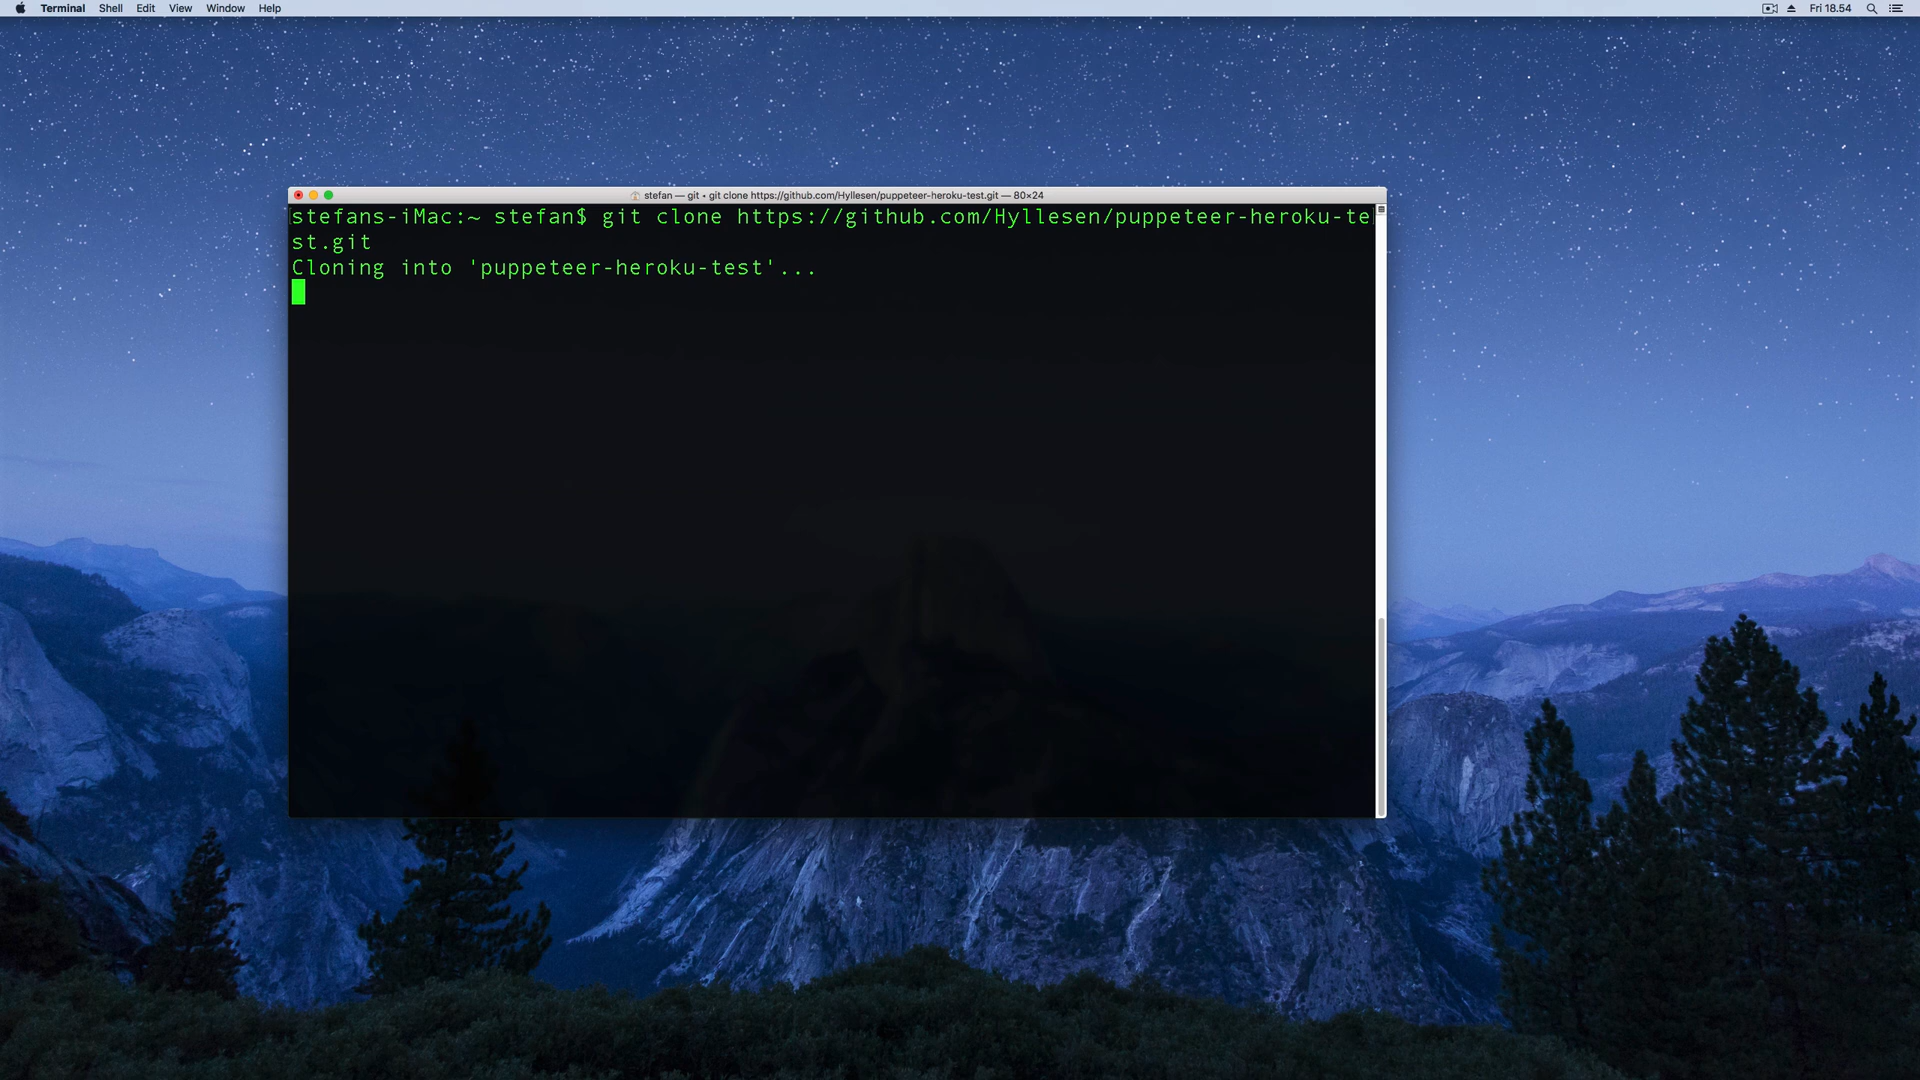 Terminal Shell Edit View Window Help Fri 18.54
stefan — git • git clone https://github.com/Hyllesen/puppeteer-heroku-test.git — 80×24
stefans-iMac:~ stefan$ git clone https://github.com/Hyllesen/puppeteer-heroku-te
st.git
Cloning into 'puppeteer-heroku-test'...